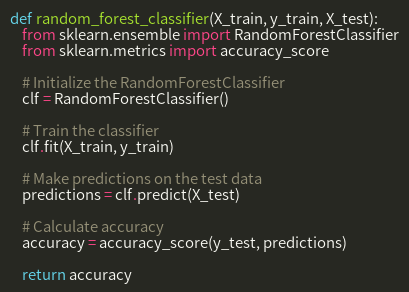 def random_forest_classifier(X_train, y_train, X_test):
from sklearn.ensemble import RandomForestClassifier
from sklearn.metrics import accuracy_score
# Initialize the RandomForestClassifier
clf = RandomForestClassifier()
# Train the classifier
clf.fit(X_train, y_train)
# Make predictions on the test data
predictions = clf.predict(X_test)
# Calculate accuracy
accuracy = accuracy_score(y_test, predictions)
return accuracy